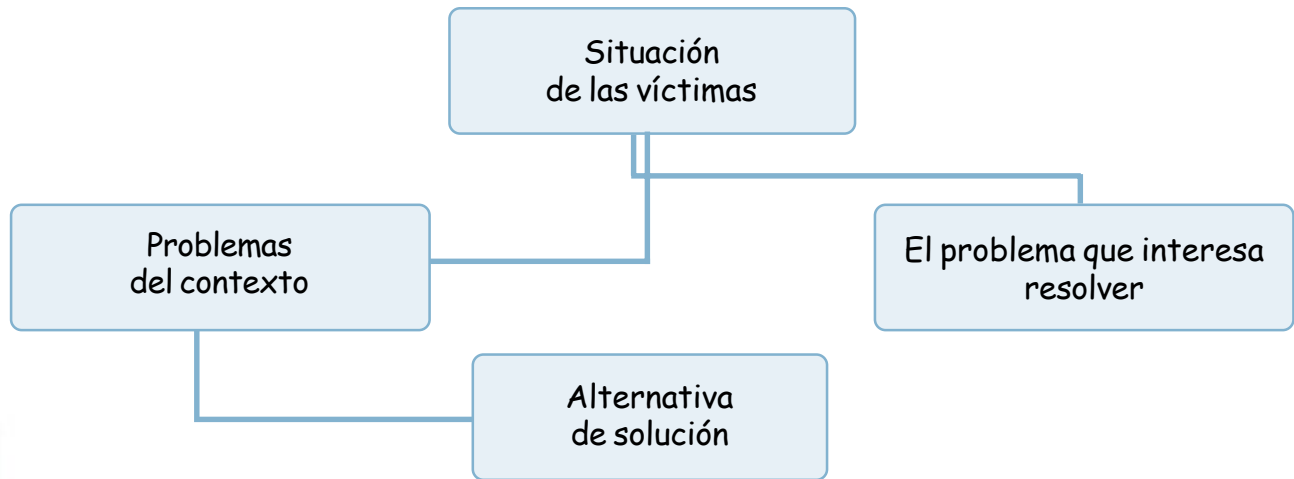 Situación
de las víctimas
Problemas
del contexto
El problema que interesa
resolver
Alternativa
de solución